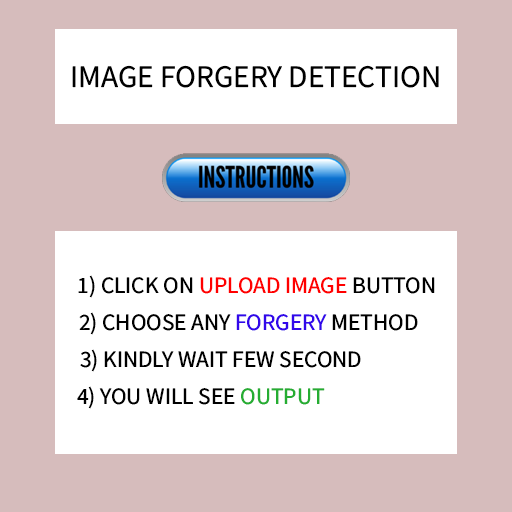 IMAGE FORGERY DETECTION
INSTRUCTIONS
1) CLICK ON UPLOAD IMAGE BUTTON
2) CHOOSE ANY FORGERY METHOD
3) KINDLY WAIT FEW SECOND
4) YOU WILL SEE OUTPUT